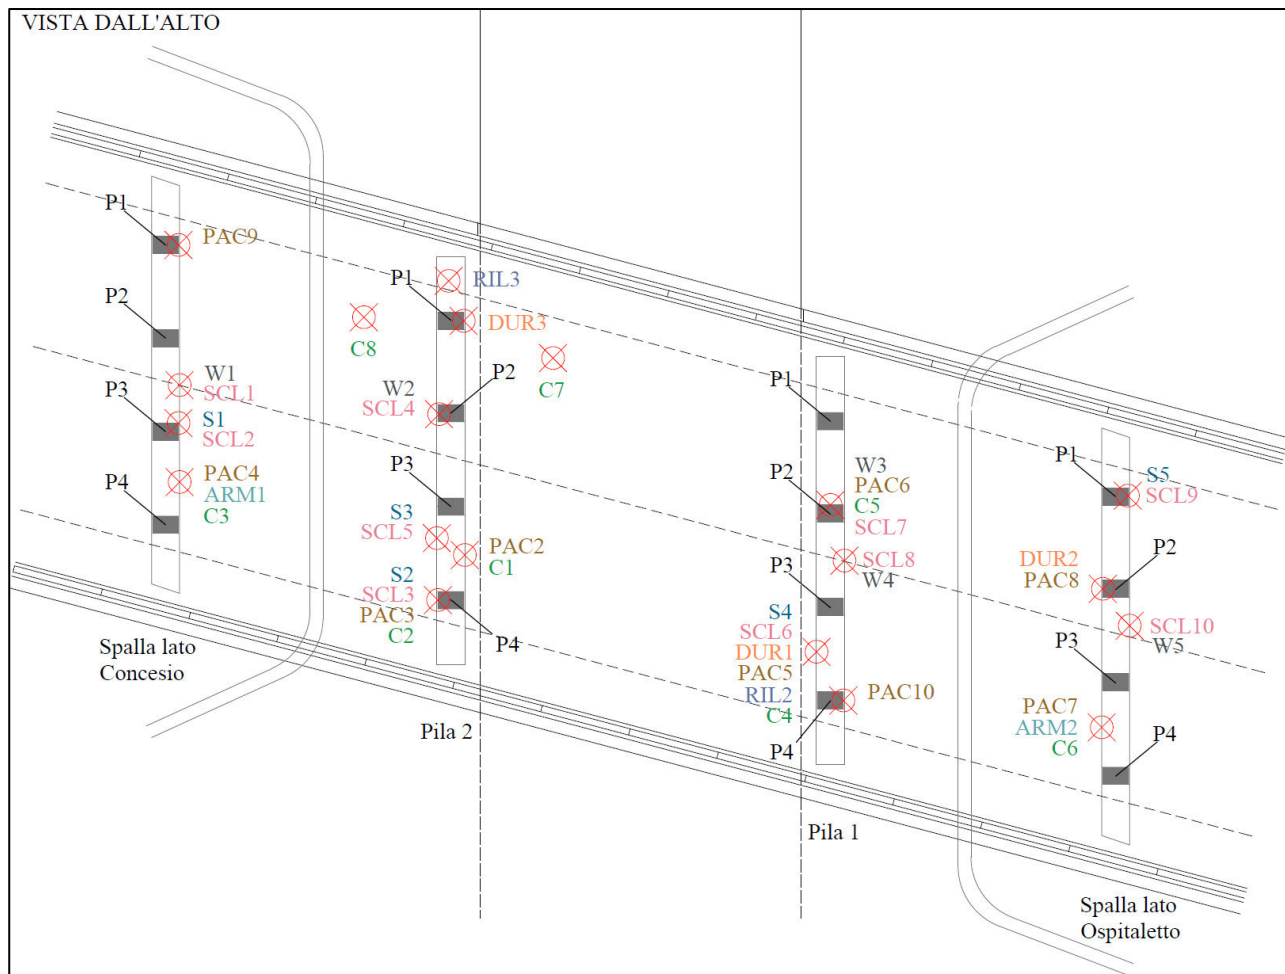 VISTA DALL'ALTO
P1
PAC9
P2
W1
SCL1
P3
S1
SCL2
PAC4
P4
ARM1
C3
Spalla lato
Concesio
RIL3
P1
DUR3
C8
C7
W2
P2
SCL4
P3
S3
SCL5
PAC2
C1
S2
SCL3
PAC3
P4
C2
Pila 2
P1
W3
P2
PAC6
C5
SCL7
SCL8
P3
W4
S4
SCL6
DUR1
PAC5
RIL2
PAC10
C4
P4
Pila 1
P1
S5
SCL9
P2
DUR2
PAC8
SCL10
P3
W5
PAC7
ARM2
P4
C6
Spalla lato
Ospitaletto